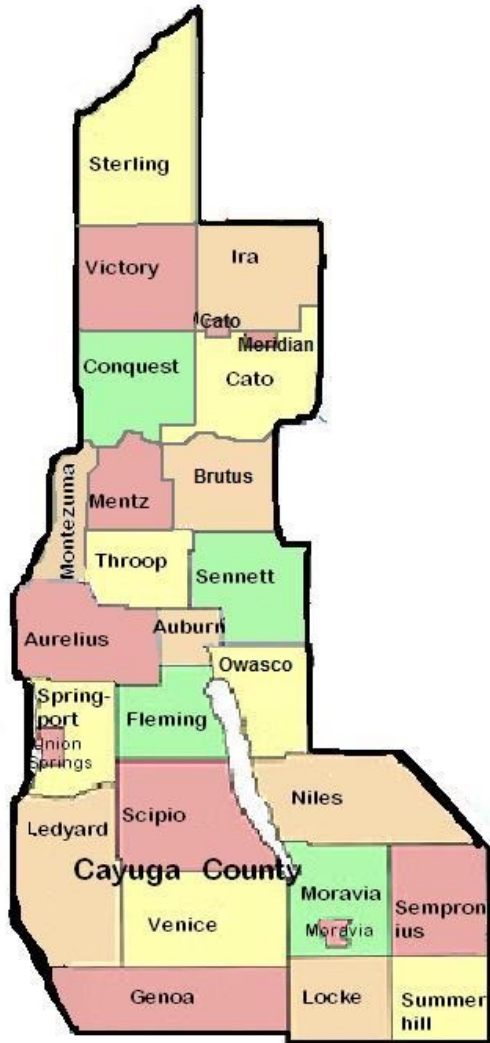 Sterling
Victory
Ira
Cato
Meridian
Conquest
Cato
Montezuma
Mentz
Brutus
Throop
Sennett
Aurelius
Auburn
Owasco
Spring-
port
Fleming
Union
Springs
Niles
Ledyard
Scipio
Cayuga County
Moravia
Sempron
ius
Moravia
Venice
Genoa
Locke
Summer
hill